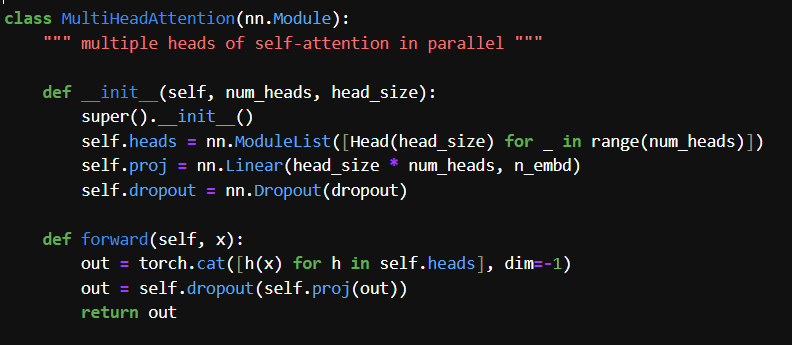 class MultiHeadAttention(nn.Module):
    """ multiple heads of self-attention in parallel """

    def __init__(self, num_heads, head_size):
        super().__init__()
        self.heads = nn.ModuleList([Head(head_size) for _ in range(num_heads)])
        self.proj = nn.Linear(head_size * num_heads, n_embd)
        self.dropout = nn.Dropout(dropout)

    def forward(self, x):
        out = torch.cat([h(x) for h in self.heads], dim=-1)
        out = self.dropout(self.proj(out))
        return out